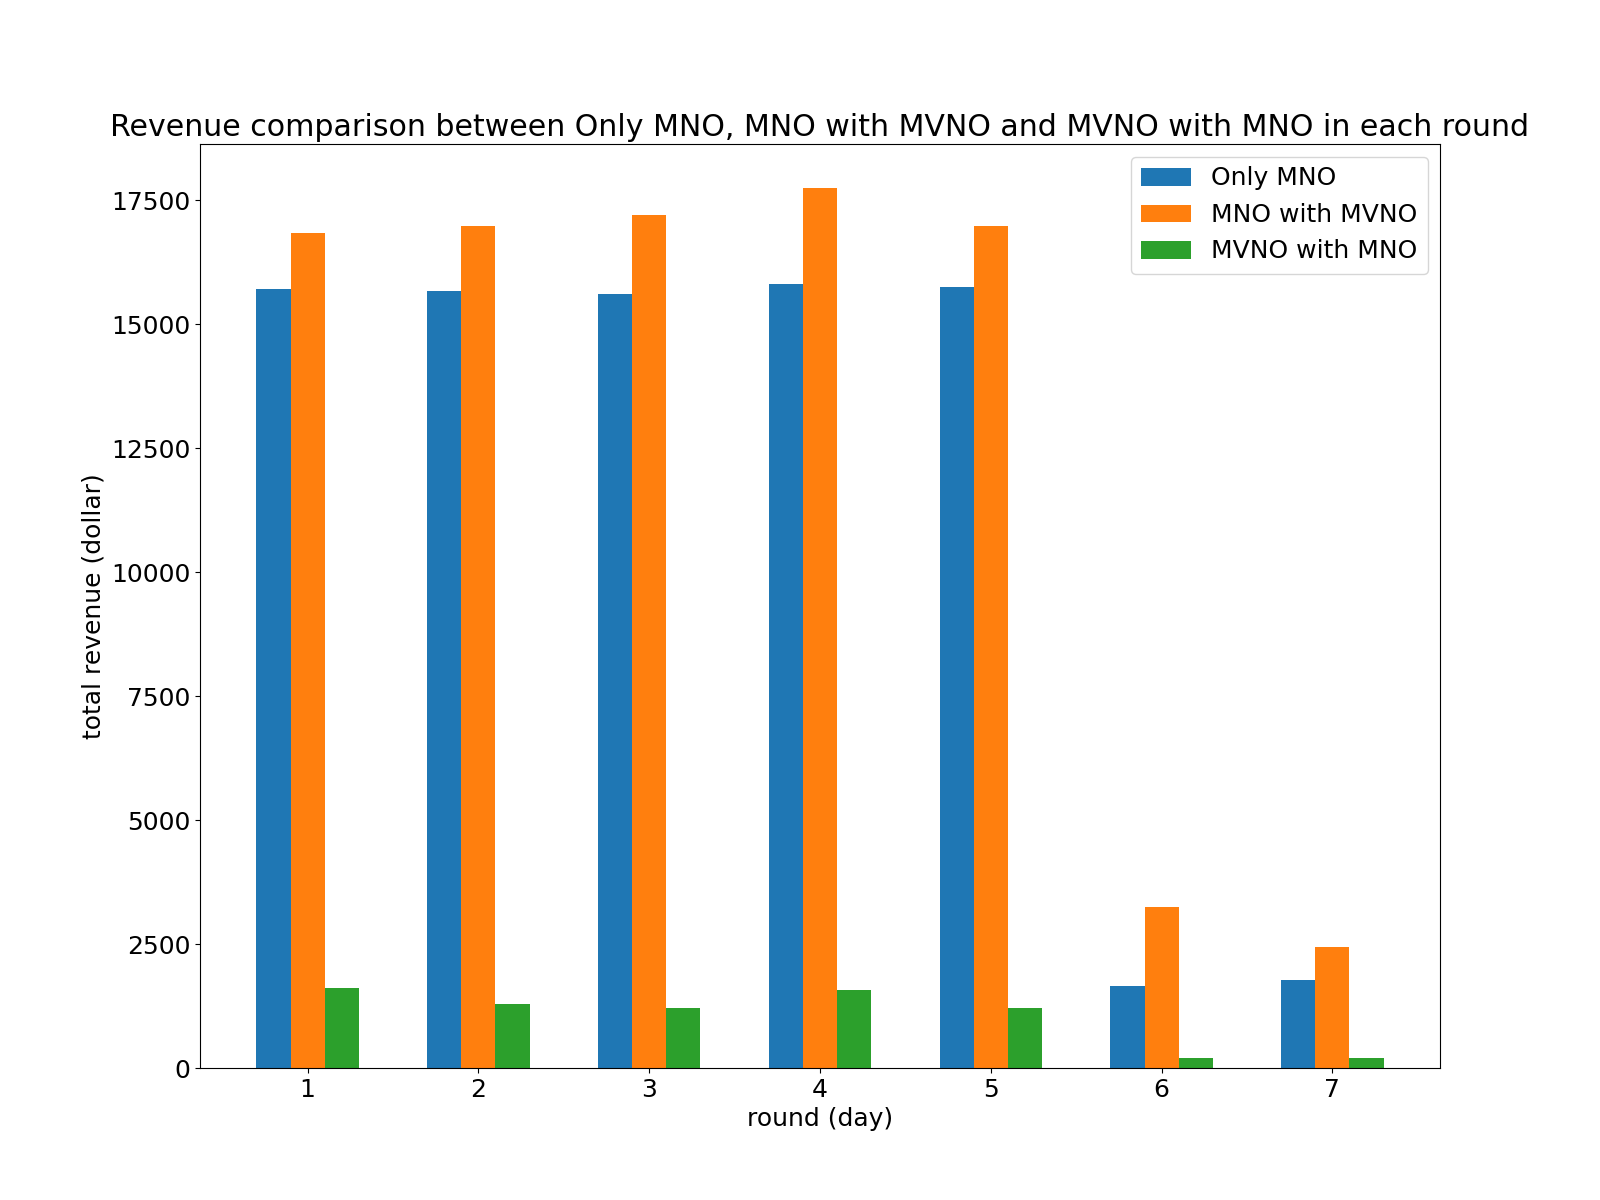 Revenue comparison between Only MNO, MNO with MVNO and MVNO with MNO in each round
Only MNO
MNO with MVNO
MVNO with MNO
17500
15000
12500
10000
7500
5000
2500
0
total revenue (dollar)
1 2 3 4 5 6 7
round (day)